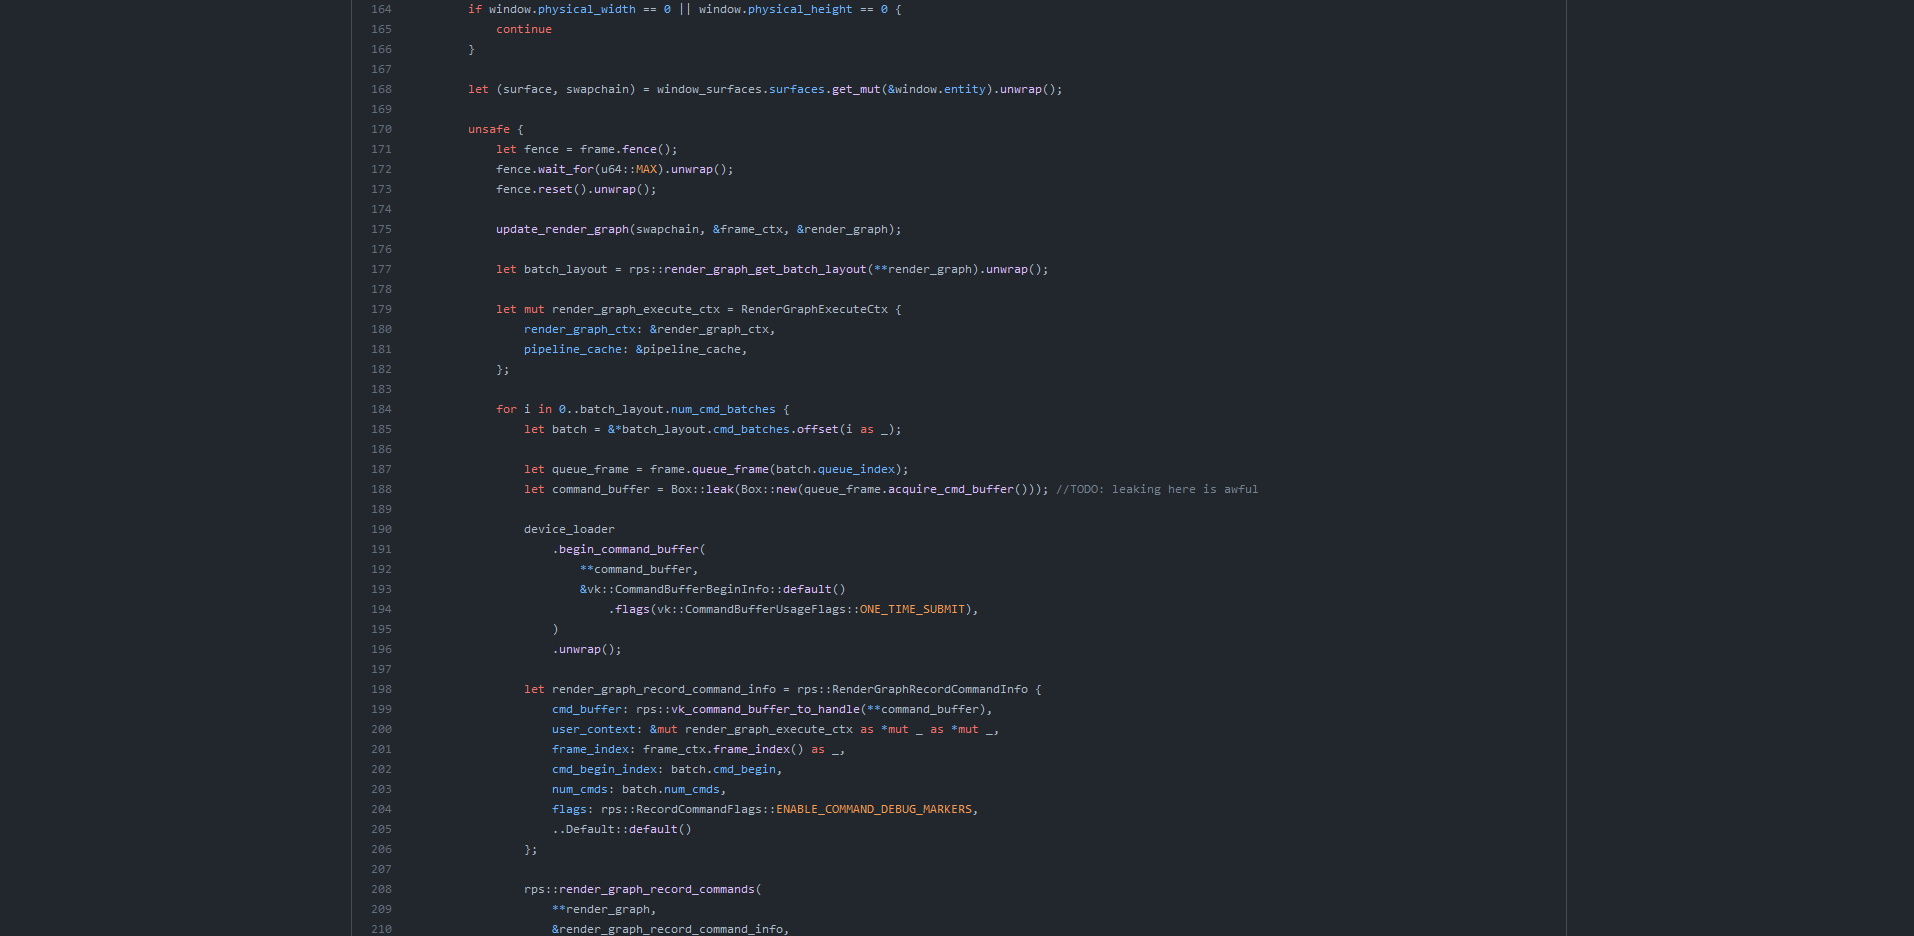 164 if window.physical_width == 0 || window.physical_height == 0 {
165 continue
166 }
167
168 let (surface, swapchain) = window_surfaces.surfaces.get_mut(&window.entity).unwrap();
169
170 unsafe {
171 let fence = frame.fence();
172 fence.wait_for(u64::MAX).unwrap();
173 fence.reset().unwrap();
174
175 update_render_graph(swapchain, &frame_ctx, &render_graph);
176
177 let batch_layout = rps::render_graph_get_batch_layout(**render_graph).unwrap();
178
179 let mut render_graph_execute_ctx = RenderGraphExecuteCtx {
180 render_graph_ctx: &render_graph_ctx,
181 pipeline_cache: &pipeline_cache,
182 };
183
184 for i in 0..batch_layout.num_cmd_batches {
185 let batch = &*batch_layout.cmd_batches.offset(i as _);
186
187 let queue_frame = frame.queue_frame(batch.queue_index);
188 let command_buffer = Box::leak(Box::new(queue_frame.acquire_cmd_buffer())); //TODO: leaking here is awful
189
190 device_loader
191 .begin_command_buffer(
192 **command_buffer,
193 &vk::CommandBufferBeginInfo::default()
194 .flags(vk::CommandBufferUsageFlags::ONE_TIME_SUBMIT),
195 )
196 .unwrap();
197
198 let render_graph_record_command_info = rps::RenderGraphRecordCommandInfo {
199 cmd_buffer: rps::vk_command_buffer_to_handle(**command_buffer),
200 user_context: &mut render_graph_execute_ctx as *mut _ as *mut _,
201 frame_index: frame_ctx.frame_index() as _,
202 cmd_begin_index: batch.cmd_begin,
203 num_cmds: batch.num_cmds,
204 flags: rps::RecordCommandFlags::ENABLE_COMMAND_DEBUG_MARKERS,
205 ..Default::default()
206 };
207
208 rps::render_graph_record_commands(
209 **render_graph,
210 &render_graph_record_command_info,